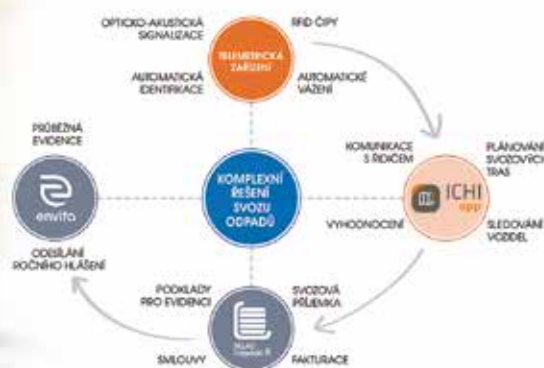 OPTICKO-AKUSTICKÁ
SIGNALIZACE
RFID ČIPY
TELEMETRICKÁ
ZAŘÍZENÍ
AUTOMATICKÁ
IDENTIFIKACE
AUTOMATICKÉ
VÁŽENÍ
PRŮBĚŽNÁ
EVIDENCE
envita
ODESÍLÁNÍ
ROČNÍHO HLÁŠENÍ
KOMPLEXNÍ
ŘEŠENÍ
SVOZU
ODPADŮ
KOMUNIKACE
S ŘIDIČEM
PLÁNOVÁNÍ
SVOZOVÝCH
TRAS
ICHI
app
VYHODNOCENÍ
SLEDOVÁNÍ
VOZIDEL
PODKLADY
PRO EVIDENCI
SVOZOVÁ
PŘÍJEMKA
SMLOUVY
FAKTURACE